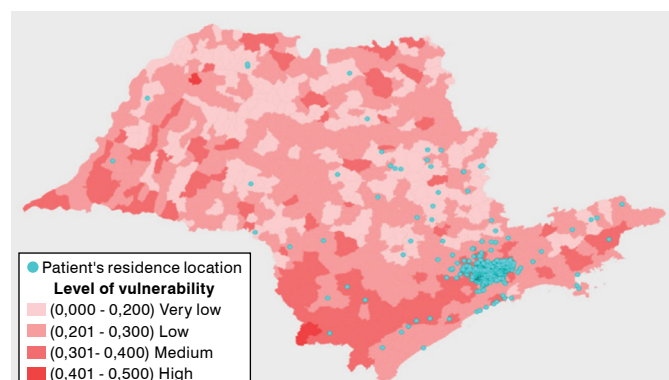 Patient's residence location
Level of vulnerability
(0,000 - 0,200) Very low
(0,201 - 0,300) Low
(0,301- 0,400) Medium
(0,401 - 0,500) High